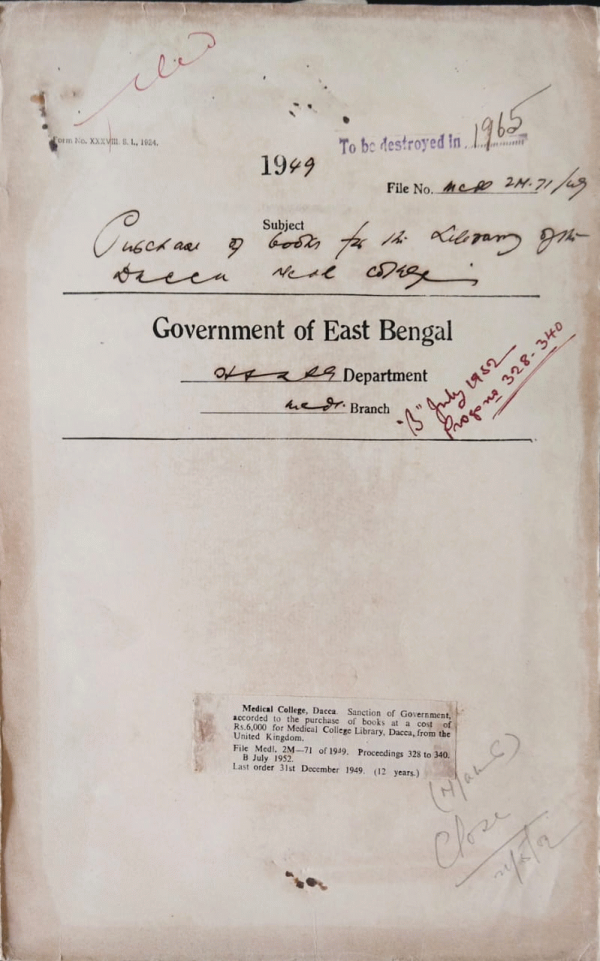 Form No. XXXVIII. S. I., 1924.
To be destroyed in 1965
1949
File No. Medl 2M-71/49
Subject
Purchase of books for the Library of the
Dacca Medl College
Government of East Bengal
Department
Medl. Branch
"B" July 1952
Progs no 328-340
Medical College, Dacca. Sanction of Government,
accorded to the purchase of books at a cost of
Rs.6,000 for Medical College Library, Dacca, from the
United Kingdom.
File Medl. 2M—71 of 1949. Proceedings 328 to 340.
B July 1952.
Last order 31st December 1949. (12 years.)
Close